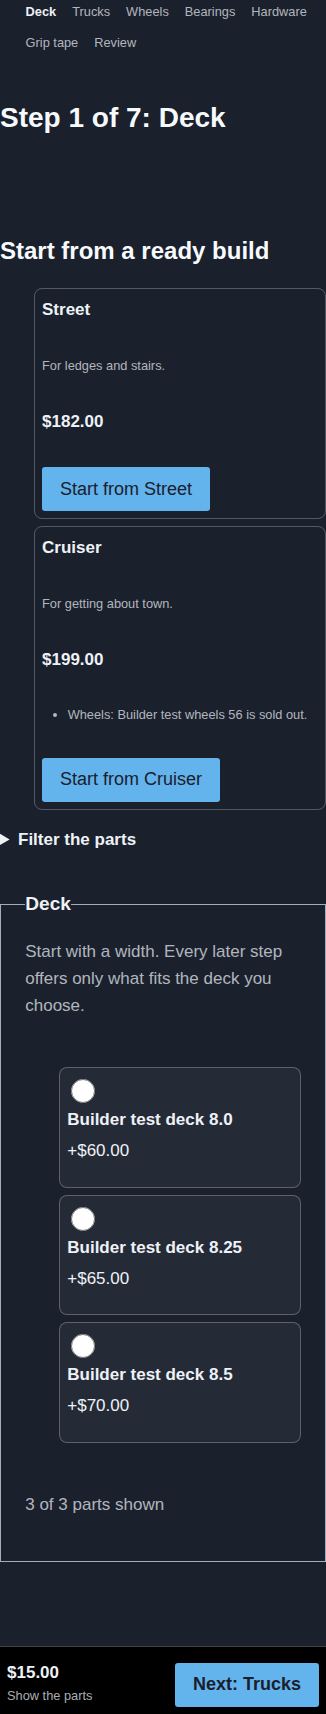 Deck Trucks Wheels Bearings Hardware
Grip tape Review
Step 1 of 7: Deck
Start from a ready build
Street
For ledges and stairs.
$182.00
Start from Street
Cruiser
For getting about town.
$199.00
• Wheels: Builder test wheels 56 is sold out.
Start from Cruiser
Filter the parts
Deck
Start with a width. Every later step
offers only what fits the deck you
choose.
Builder test deck 8.0
+$60.00
Builder test deck 8.25
+$65.00
Builder test deck 8.5
+$70.00
3 of 3 parts shown
$15.00
Show the parts
Next: Trucks